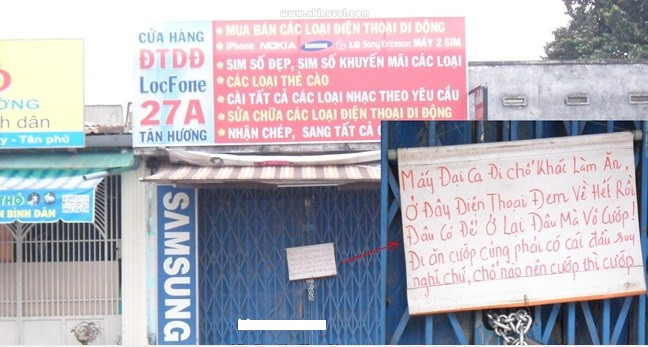 www.skisovol.com
CỬA HÀNG
ĐTDĐ
LocFone
27A
TÂN HƯƠNG
• MUA BÁN CÁC LOẠI ĐIỆN THOẠI DI ĐỘNG
• iPhone NOKIA SAMSUNG LG Sony Ericsson MÁY 2 SIM
• SIM SỐ ĐẸP, SIM SỐ KHUYẾN MÃI CÁC LOẠI
• CÁC LOẠI THẺ CÀO
• CÀI TẤT CẢ CÁC LOẠI NHẠC THEO YÊU CẦU
• SỬA CHỮA CÁC LOẠI ĐIỆN THOẠI DI ĐỘNG
• NHẬN CHÉP, SANG TẤT CẢ
ƯỜNG
h dân
y - Tân phú
THỎ
N BÌNH DÂN
SAMSUNG
Mấy Đại Ca Đi chỗ Khác Làm Ăn,
Ở Đây Điện Thoại Đem Về Hết Rồi
Đâu Có Để Ở Lại Đâu Mà Vô Cướp!
Đi ăn cướp cũng phải có cái đầu suy
nghĩ chứ, chỗ nào nên cướp thì cướp